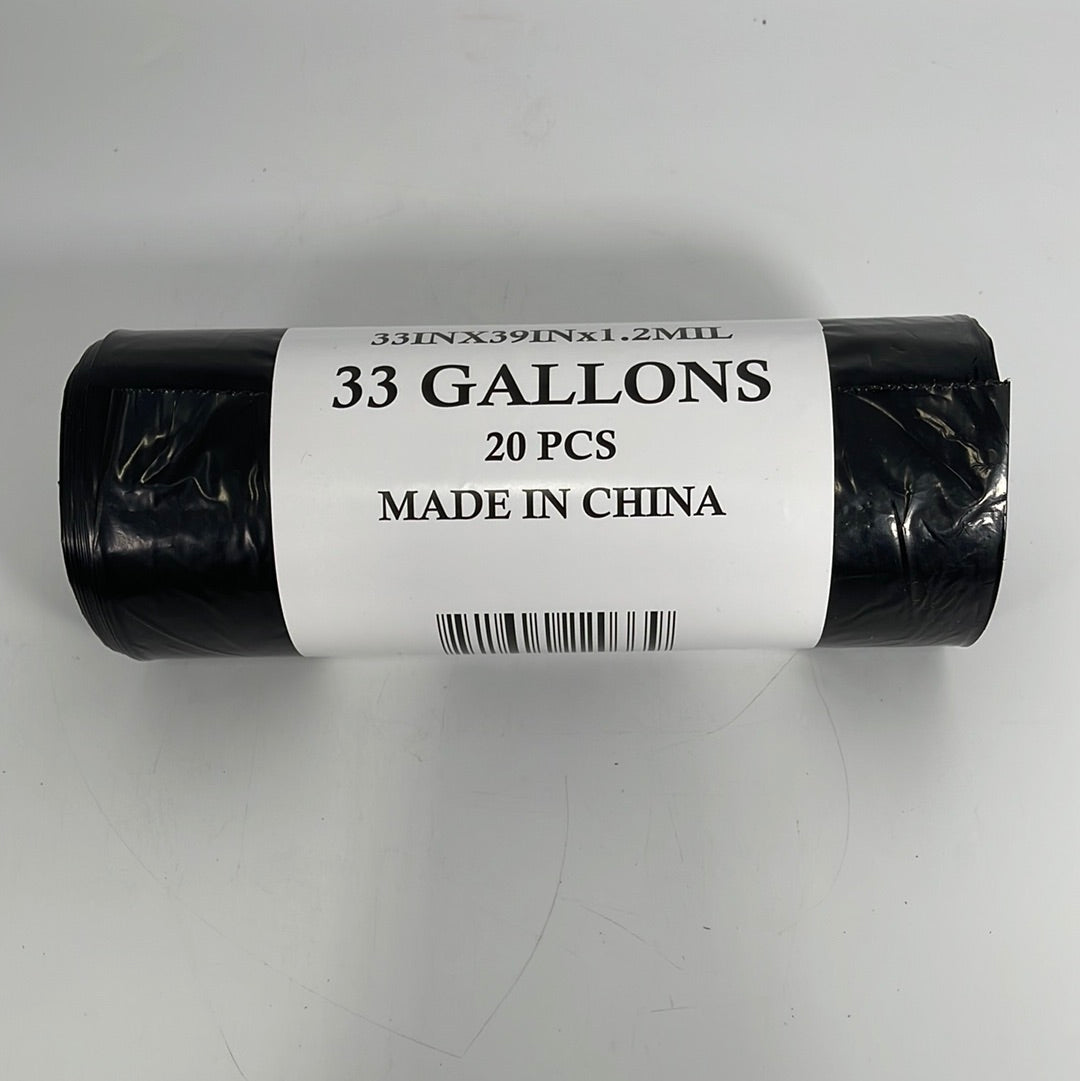 33INX39INx1.2MIL
33 GALLONS
20 PCS
MADE IN CHINA